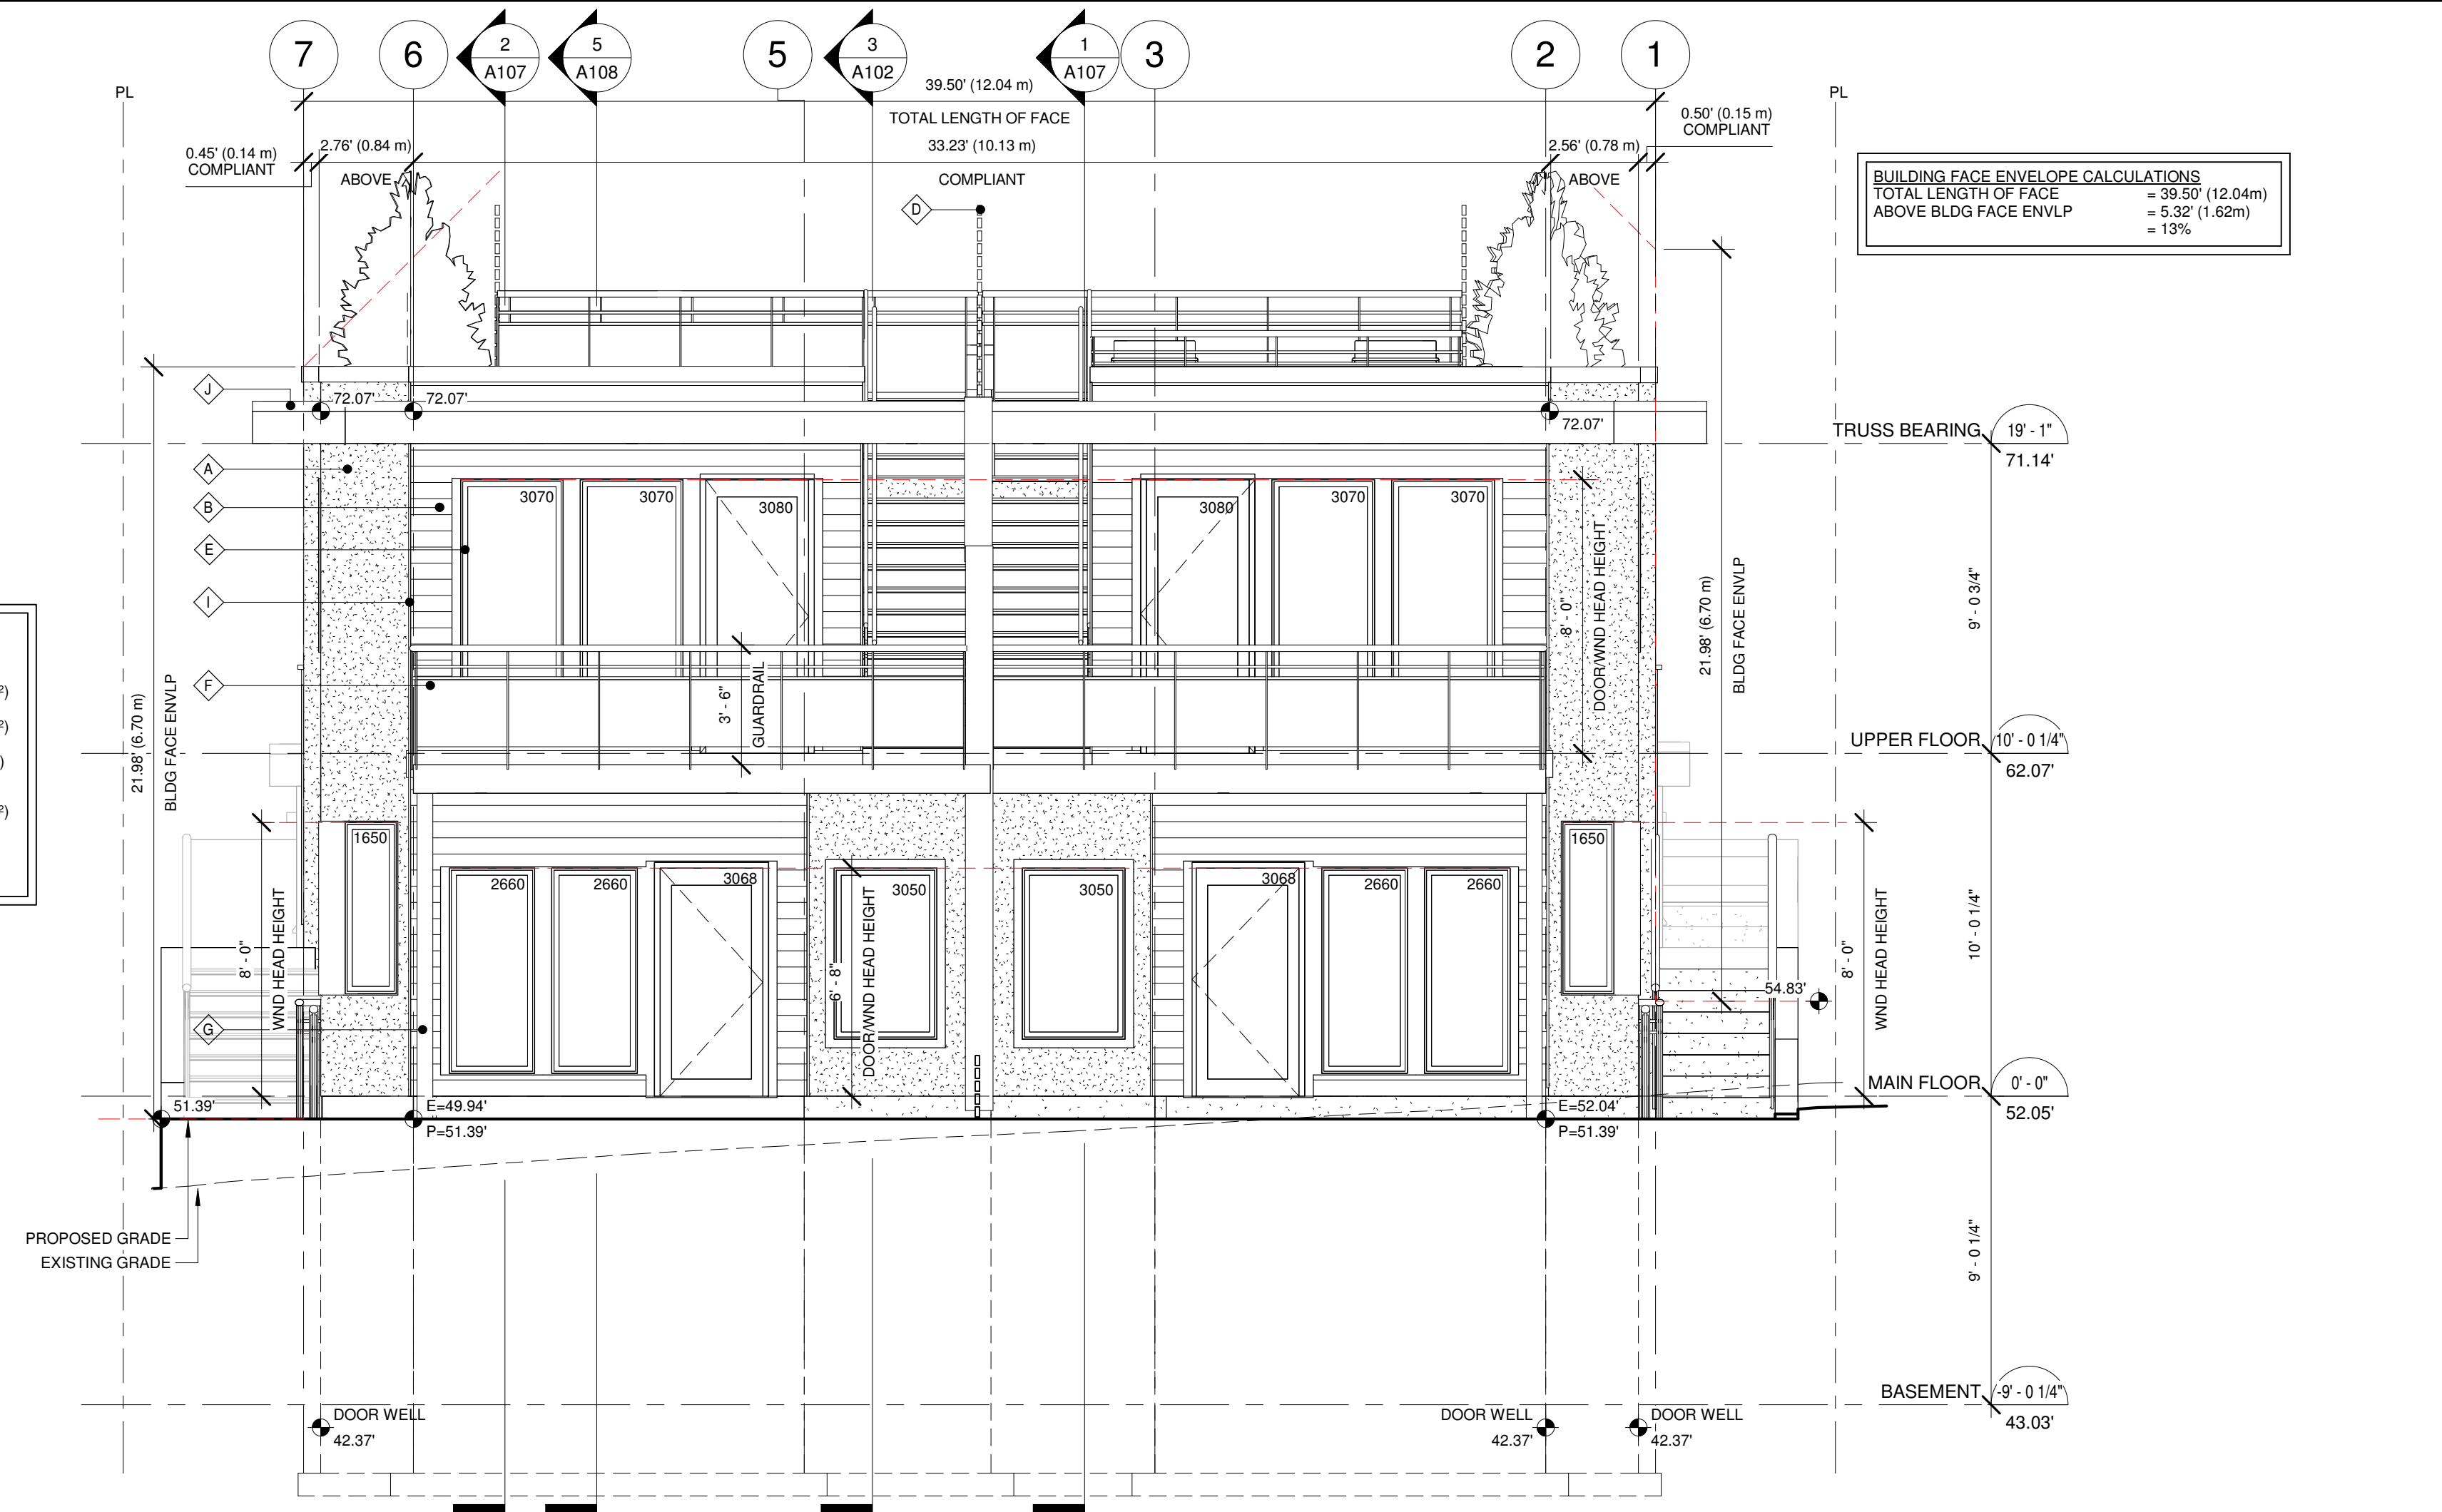 7
6
2
A107
5
A108
5
3
A102
1
A107
3
2
1
PL
PL
39.50' (12.04 m)
TOTAL LENGTH OF FACE
0.45' (0.14 m)
COMPLIANT
2.76' (0.84 m)
ABOVE
33.23' (10.13 m)
COMPLIANT
2.56' (0.78 m)
ABOVE
0.50' (0.15 m)
COMPLIANT
BUILDING FACE ENVELOPE CALCULATIONS
TOTAL LENGTH OF FACE = 39.50' (12.04m)
ABOVE BLDG FACE ENVLP = 5.32' (1.62m)
= 13%
D
J
72.07'
72.07'
72.07'
TRUSS BEARING
19' - 1"
71.14'
A
B
E
I
F
G
3070
3070
3080
3080
3070
3070
8' - 0"
DOOR/WND HEAD HEIGHT
21.98' (6.70 m)
BLDG FACE ENVLP
9' - 0 3/4"
3' - 6"
GUARDRAIL
21.98' (6.70 m)
BLDG FACE ENVLP
²)
²)
)
²)
UPPER FLOOR
10' - 0 1/4"
62.07'
1650
2660
2660
3068
3050
3050
3068
2660
2660
1650
8' - 0"
WND HEAD HEIGHT
6' - 8"
DOOR/WND HEAD HEIGHT
54.83'
8' - 0"
WND HEAD HEIGHT
10' - 0 1/4"
MAIN FLOOR
0' - 0"
52.05'
51.39'
E=49.94'
P=51.39'
E=52.04'
P=51.39'
PROPOSED GRADE
EXISTING GRADE
9' - 0 1/4"
BASEMENT
-9' - 0 1/4"
43.03'
DOOR WELL
42.37'
DOOR WELL
42.37'
DOOR WELL
42.37'